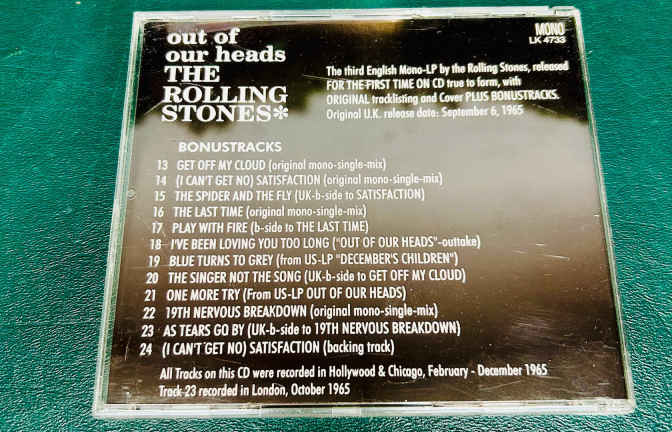 out of
our heads
THE
ROLLING
STONES*
MONO
LK 4733
The third English Mono-LP by the Rolling Stones, released
FOR THE FIRST TIME ON CD true to form, with
ORIGINAL tracklisting and Cover PLUS BONUSTRACKS.
Original U.K. release date: September 6, 1965
BONUSTRACKS
13 GET OFF MY CLOUD (original mono-single-mix)
14 (I CAN'T GET NO) SATISFACTION (original mono-single-mix)
15 THE SPIDER AND THE FLY (UK-b-side to SATISFACTION)
16 THE LAST TIME (original mono-single-mix)
17 PLAY WITH FIRE (b-side to THE LAST TIME)
18 I'VE BEEN LOVING YOU TOO LONG ("OUT OF OUR HEADS"-outtake)
19 BLUE TURNS TO GREY (from US-LP "DECEMBER'S CHILDREN")
20 THE SINGER NOT THE SONG (UK-b-side to GET OFF MY CLOUD)
21 ONE MORE TRY (From US-LP OUT OF OUR HEADS)
22 19TH NERVOUS BREAKDOWN (original mono-single-mix)
23 AS TEARS GO BY (UK-b-side to 19TH NERVOUS BREAKDOWN)
24 (I CAN'T GET NO) SATISFACTION (backing track)
All Tracks on this CD were recorded in Hollywood & Chicago, February - December 1965
Track 23 recorded in London, October 1965